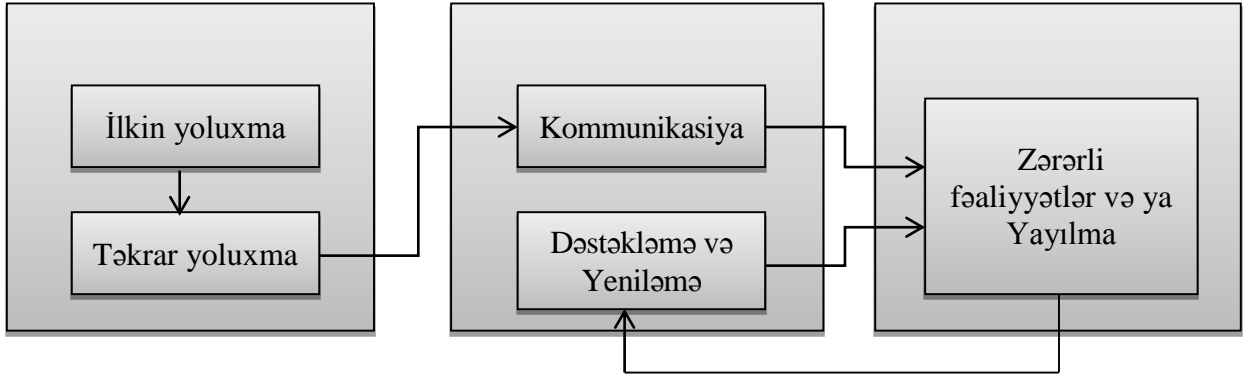 İlkin yoluxma
Təkrar yoluxma
Kommunikasiya
Dəstəkləmə və
Yeniləmə
Zərərli
fəaliyyətlər və ya
Yayılma